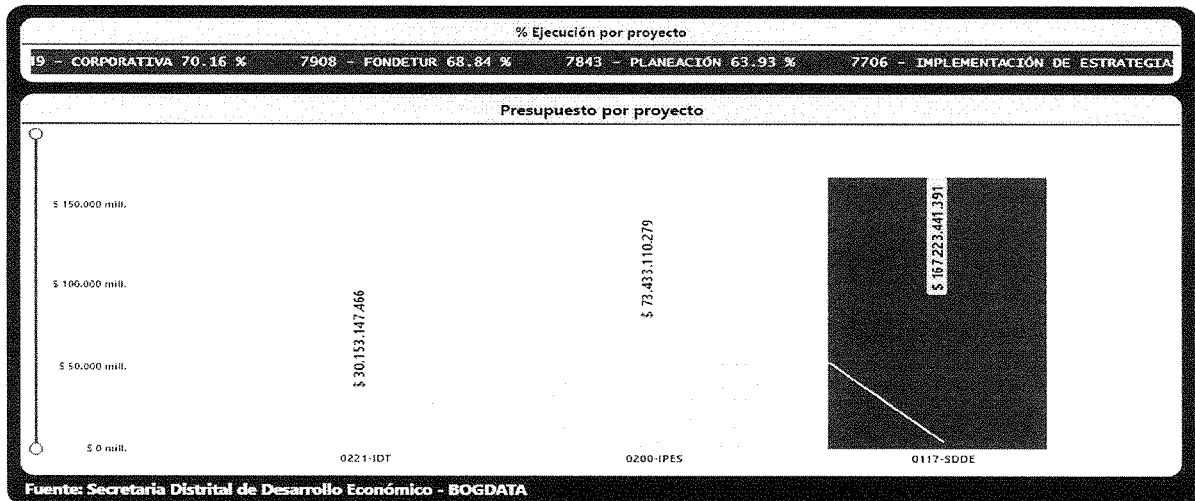 % Ejecución por proyecto
19 - CORPORATIVA 70.16 % 7908 - FONDETUR 68.84 % 7843 - PLANEACIÓN 63.93 % 7706 - IMPLEMENTACIÓN DE ESTRATEGIAS
Presupuesto por proyecto
$ 150.000 mill.
$ 100.000 mill.
$ 50.000 mill.
$ 0 mill.
$ 30.153.147.466
$ 73.433.110.279
$ 167.223.441.391
0221-IDT
0200-IPES
0117-SDDE
Fuente: Secretaria Distrital de Desarrollo Económico - BOGDATA